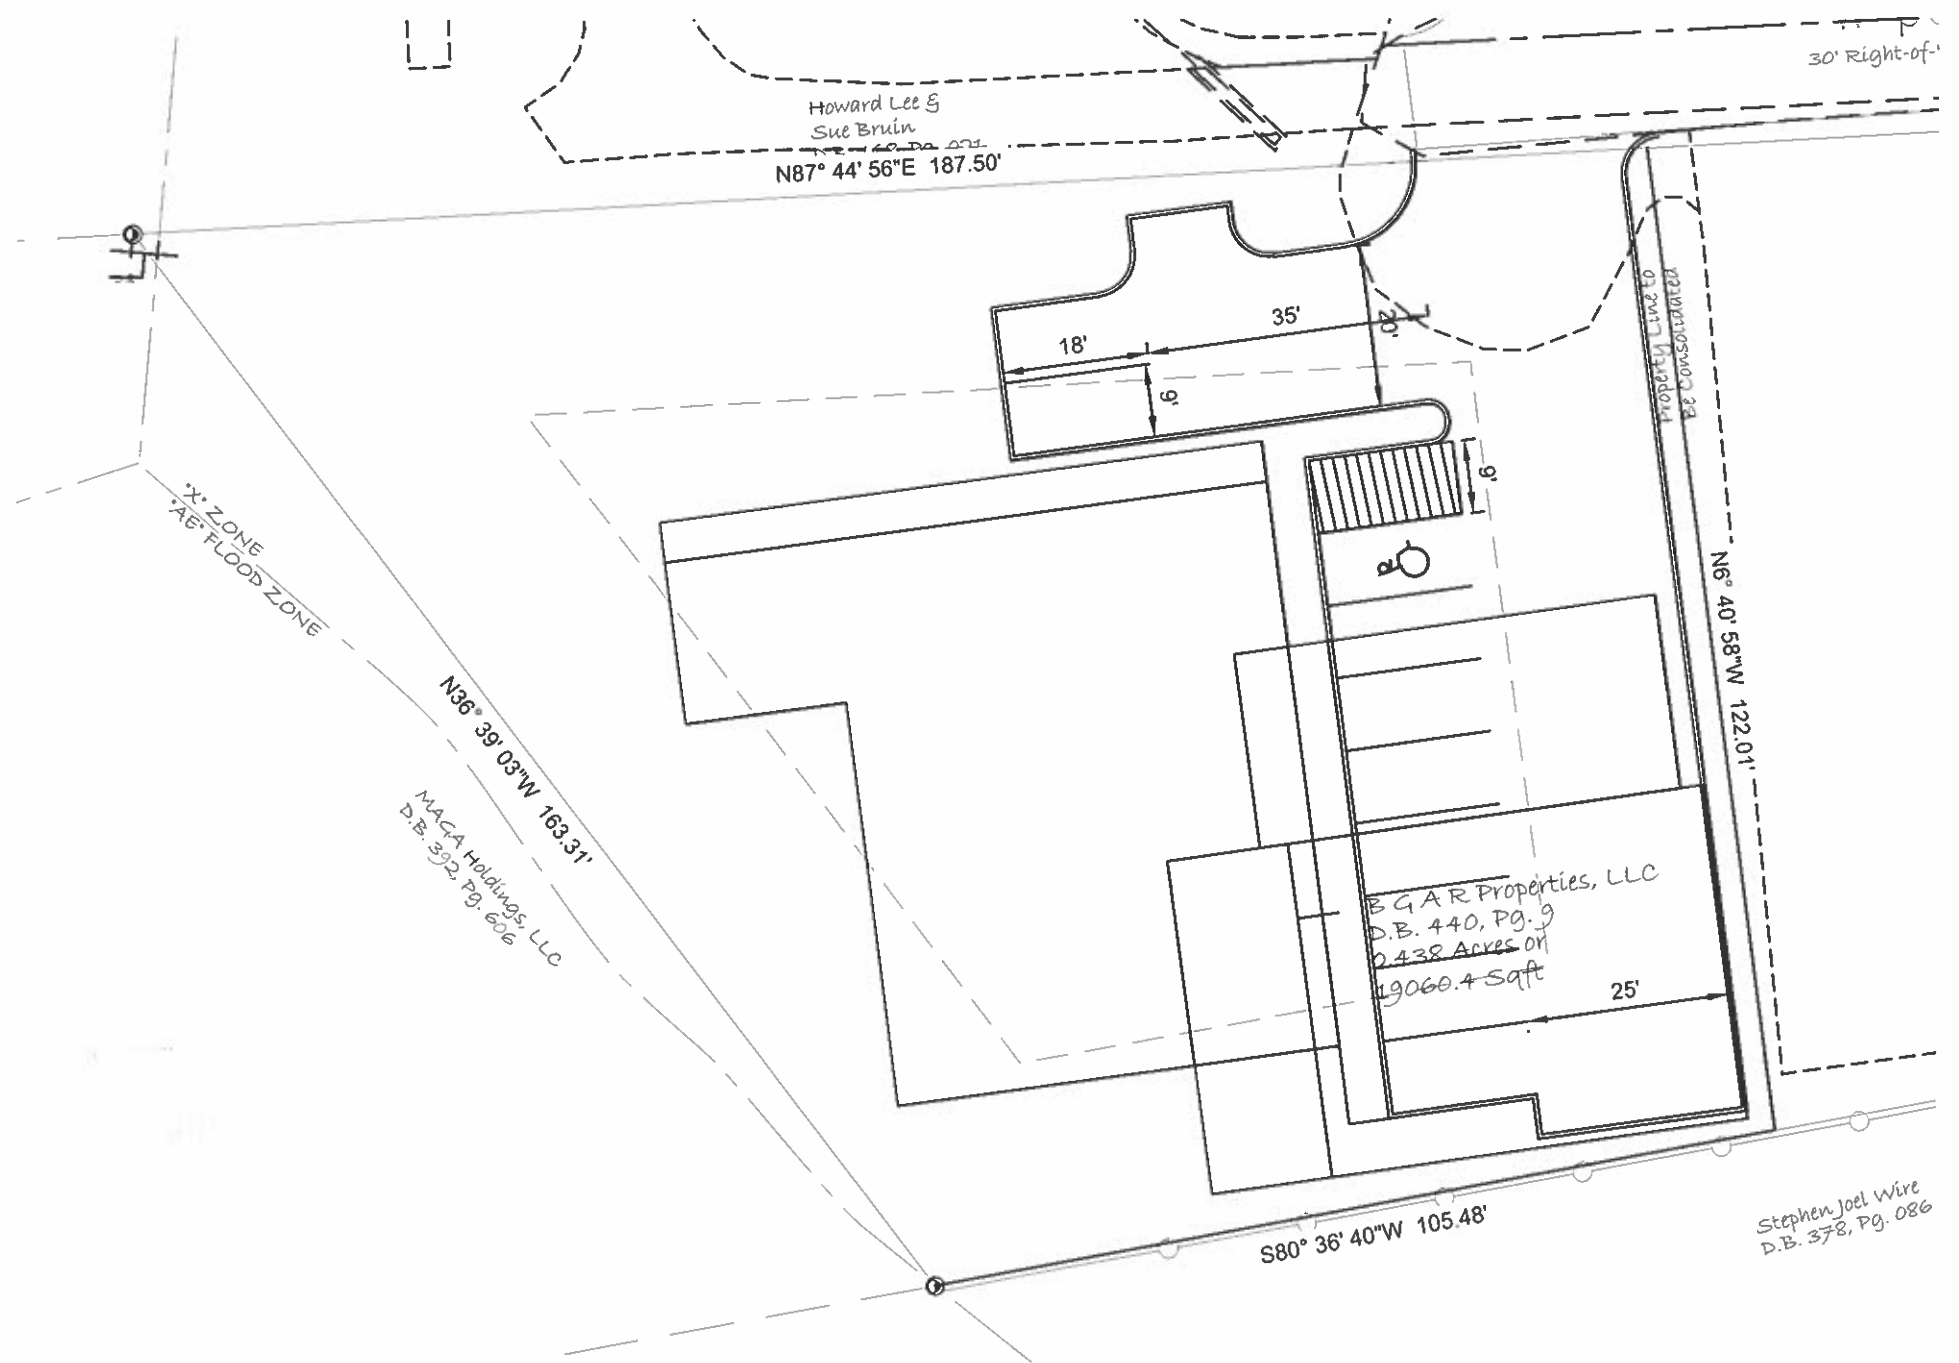 30' Right-of-
Howard Lee &
Sue Bruin
N87° 44' 56"E 187.50'
35'
20'
18'
9'
Property Line to
Be Consolidated
9'
"X" ZONE
"AE" FLOOD ZONE
N6° 40' 58"W 122.01'
N36° 39' 03"W 163.31'
MAGA Holdings, LLC
D.B. 392, Pg. 606
B G A R Properties, LLC
D.B. 440, Pg. 9
0.438 Acres or
19060.4 Sqft
25'
S80° 36' 40"W 105.48'
Stephen Joel Wire
D.B. 378, Pg. 086